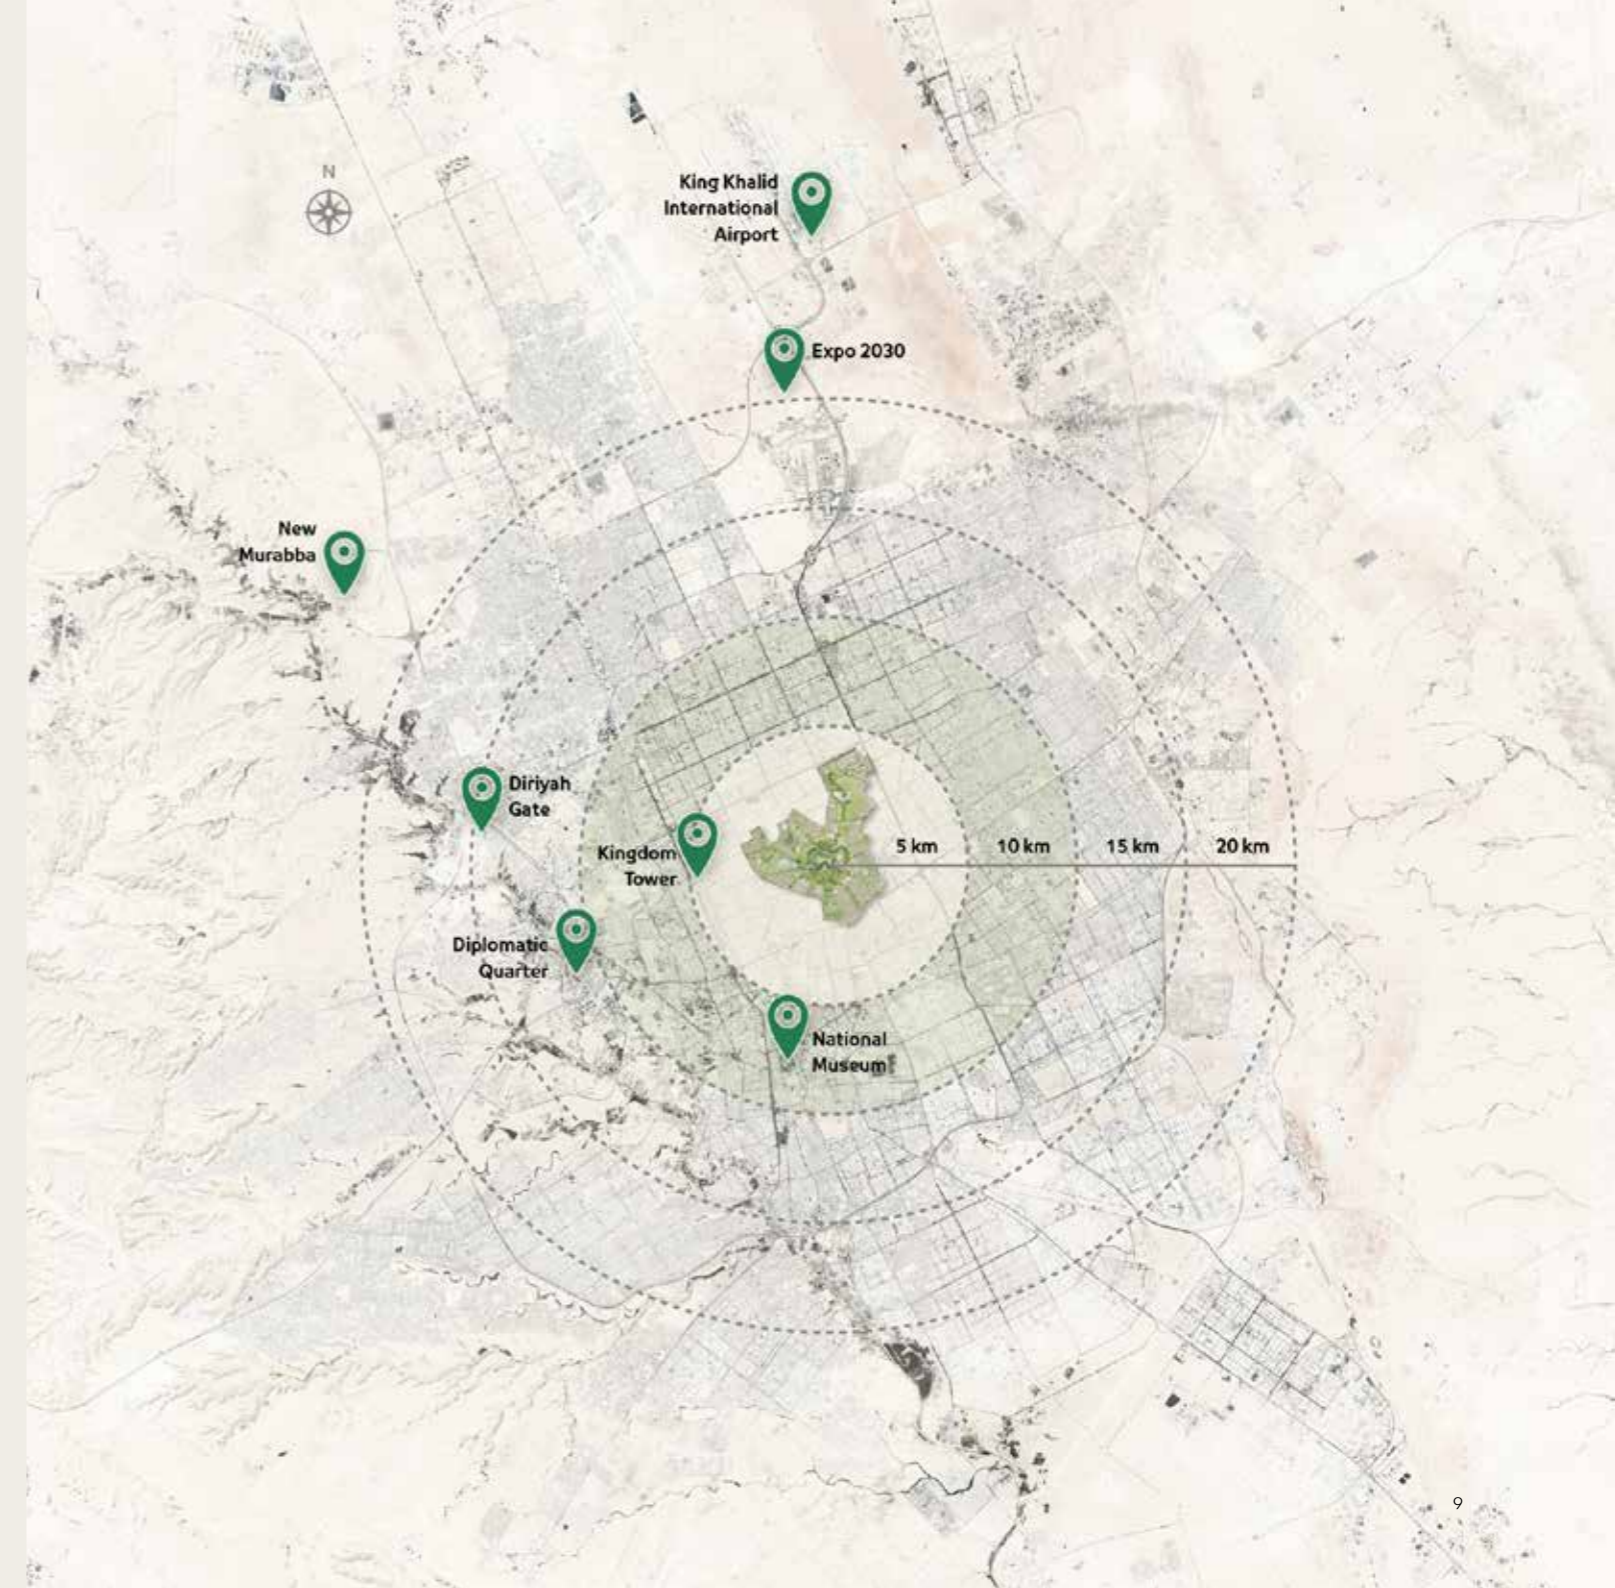 N
King Khalid
International
Airport
Expo 2030
New
Murabba
Diriyah
Gate
Kingdom
Tower
5 km
10 km
15 km
20 km
Diplomatic
Quarter
National
Museum
9